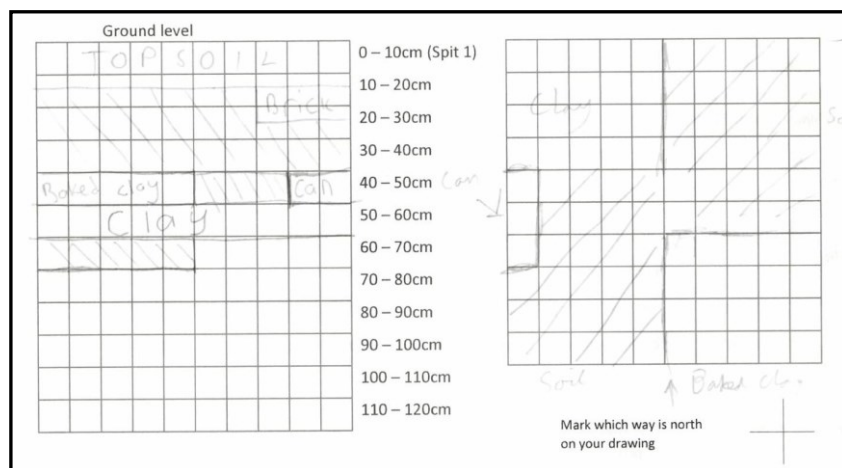 Ground level
TOP SOIL
0 – 10cm (Spit 1)
10 – 20cm
Brick
20 – 30cm
30 – 40cm
Baked clay
Can
40 – 50cm
Clay
50 – 60cm
60 – 70cm
70 – 80cm
80 – 90cm
90 – 100cm
100 – 110cm
110 – 120cm
Clay
Can
Soil
Baked
Mark which way is north
on your drawing